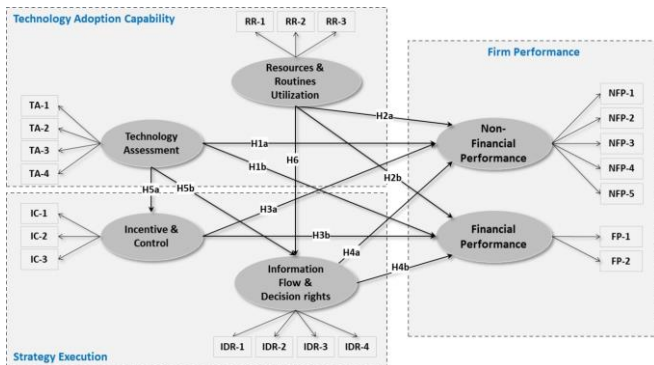 Technology Adoption Capability
RR-1
RR-2
RR-3
Resources &
Routines
Utilization
Firm Performance
TA-1
TA-2
TA-3
TA-4
Technology
Assessment
H1a
H1b
H2a
H2b
H6
H5a
H5b
H3a
H3b
H4a
H4b
Non-
Financial
Performance
NFP-1
NFP-2
NFP-3
NFP-4
NFP-5
IC-1
IC-2
IC-3
Incentive &
Control
Financial
Performance
FP-1
FP-2
Information
Flow &
Decision rights
IDR-1
IDR-2
IDR-3
IDR-4
Strategy Execution